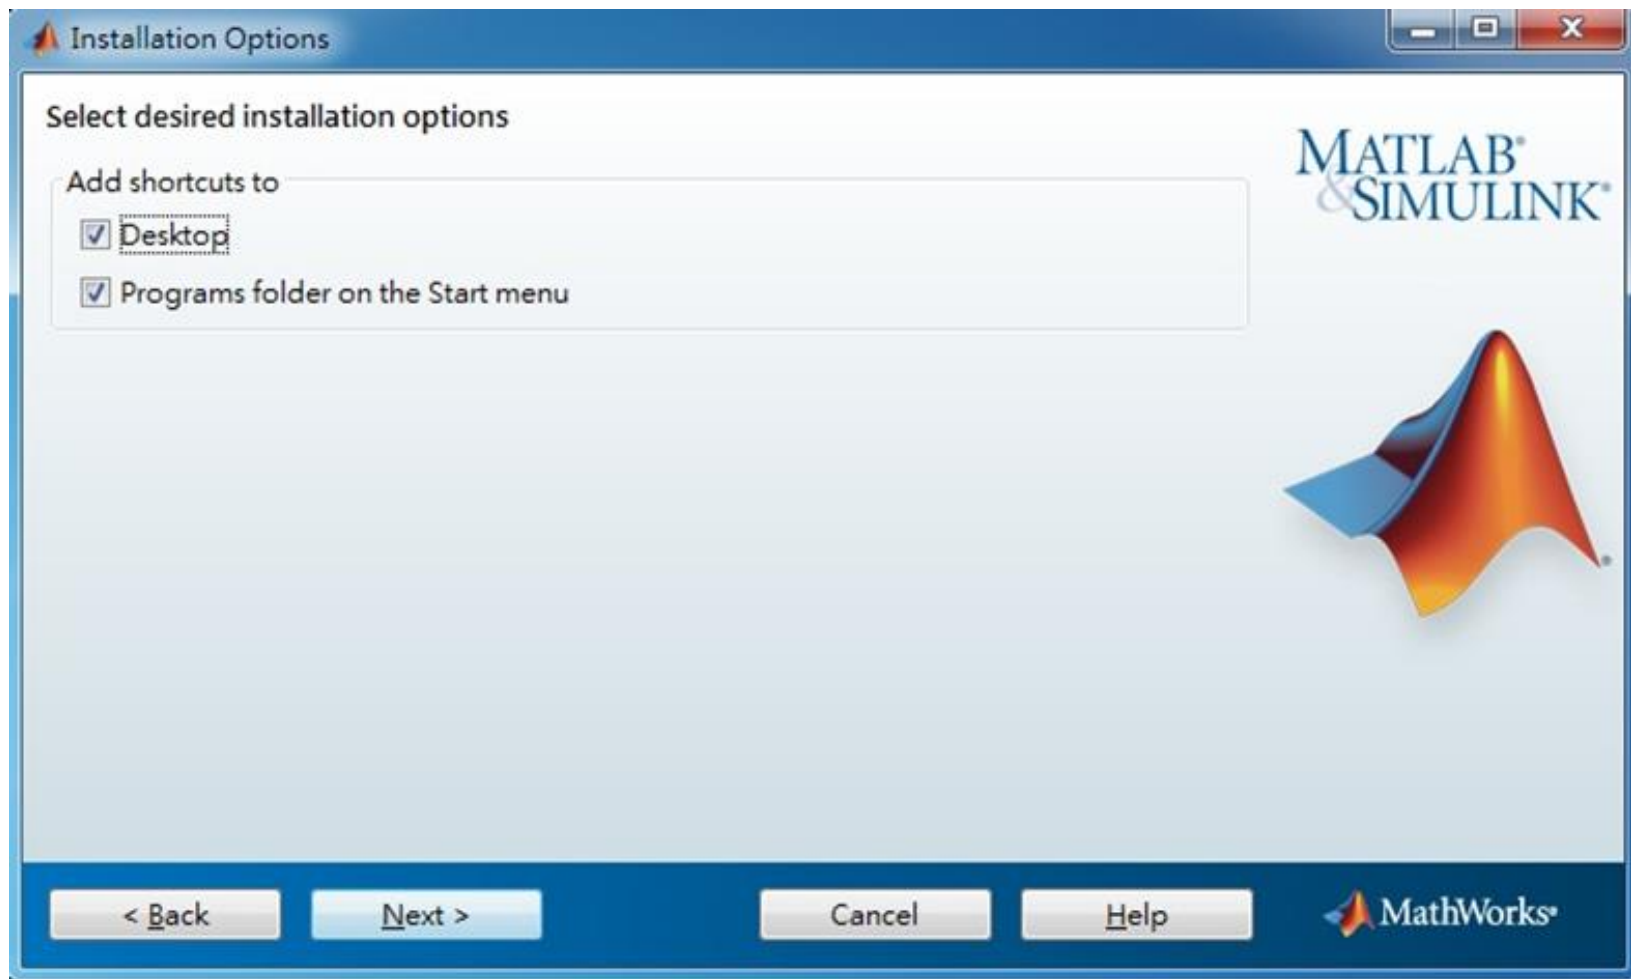 Installation Options
Select desired installation options
Add shortcuts to
Desktop
Programs folder on the Start menu
MATLAB®
&SIMULINK®
®
< Back
Next >
Cancel
Help
MathWorks®